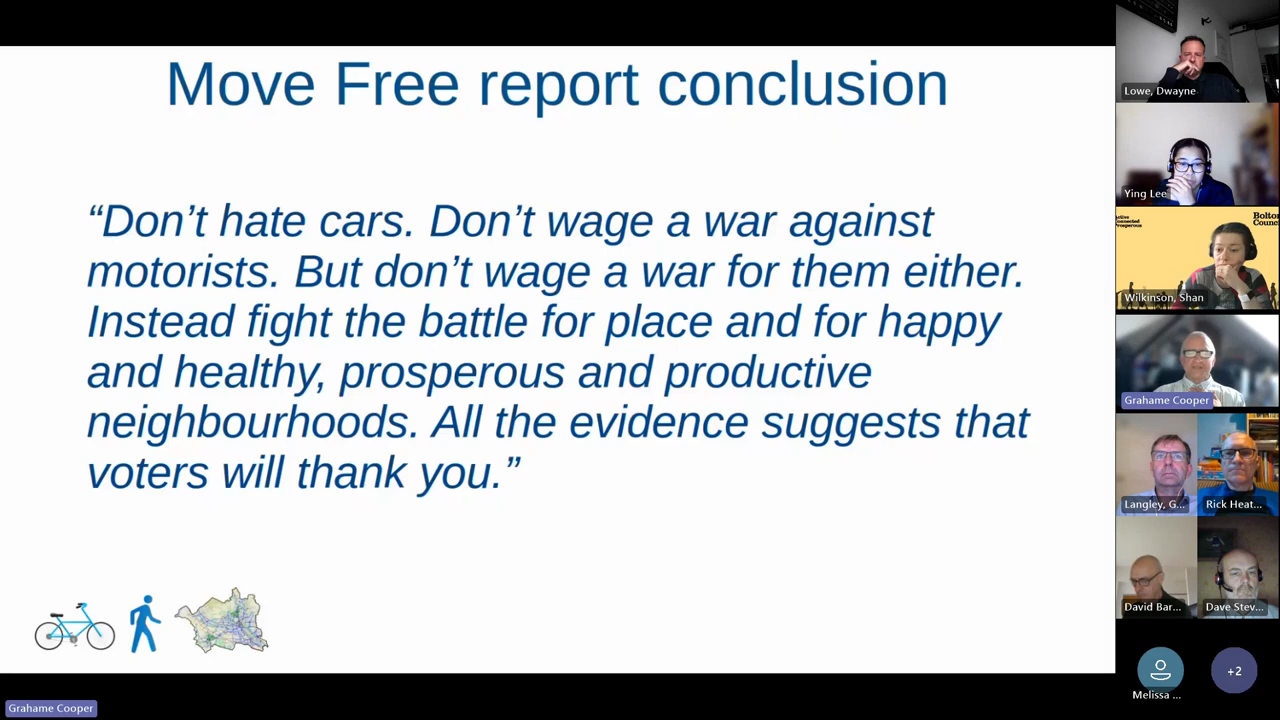 Move Free report conclusion
“Don’t hate cars. Don’t wage a war against
motorists. But don’t wage a war for them either.
Instead fight the battle for place and for happy
and healthy, prosperous and productive
neighbourhoods. All the evidence suggests that
voters will thank you.”
Grahame Cooper
Lowe, Dwayne
Ying Lee
Wilkinson, Shan
Grahame Cooper
Langley, G...
Rick Heat...
David Bar...
Dave Stev...
Melissa ...
+2